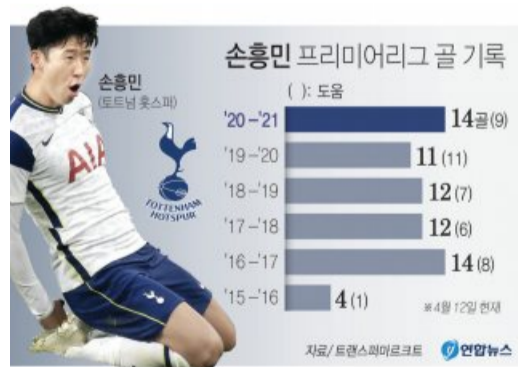 손흥민 프리미어리그 골 기록
( ): 도움
손흥민
(토트넘 홋스퍼)
AIA
TOTTENHAM
HOTSPUR
'20-'21 14골(9)
'19-'20 11(11)
'18-'19 12(7)
'17-'18 12(6)
'16-'17 14(8)
'15-'16 4(1)
※4월 12일 현재
자료/트랜스퍼마르크트 연합뉴스